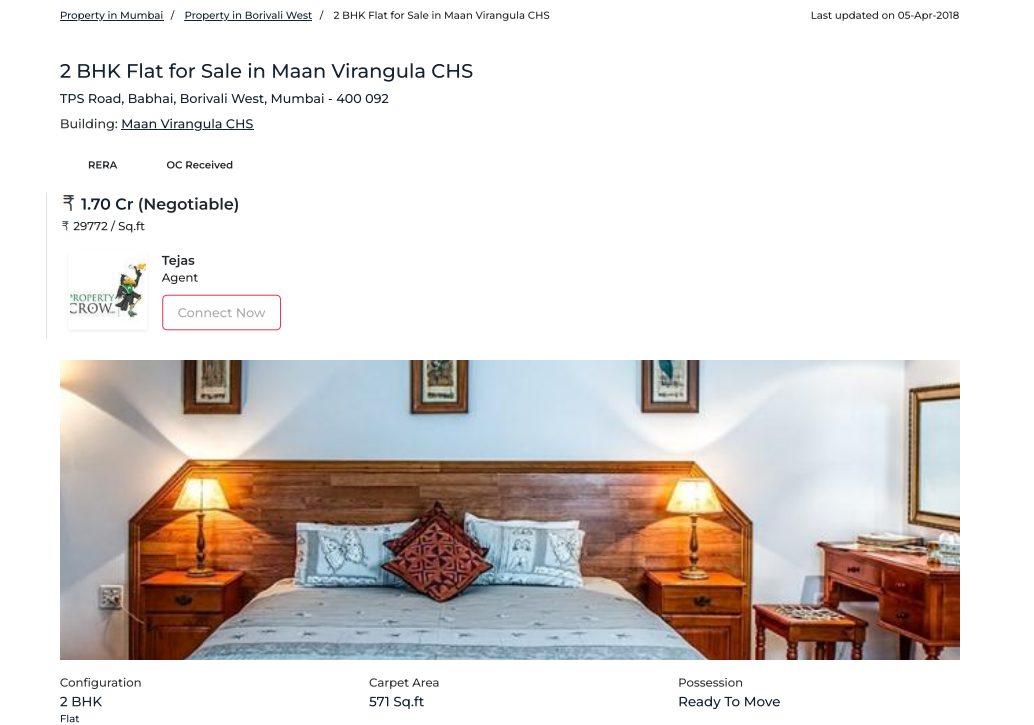 Property in Mumbai / Property in Borivali West / 2 BHK Flat for Sale in Maan Virangula CHS Last updated on 05-Apr-2018
2 BHK Flat for Sale in Maan Virangula CHS
TPS Road, Babhai, Borivali West, Mumbai - 400 092
Building: Maan Virangula CHS
RERA OC Received
₹ 1.70 Cr (Negotiable)
₹ 29772 / Sq.ft
Tejas
Agent
PROPERTY
CROW
Connect Now
Configuration Carpet Area Possession
2 BHK 571 Sq.ft Ready To Move
Flat